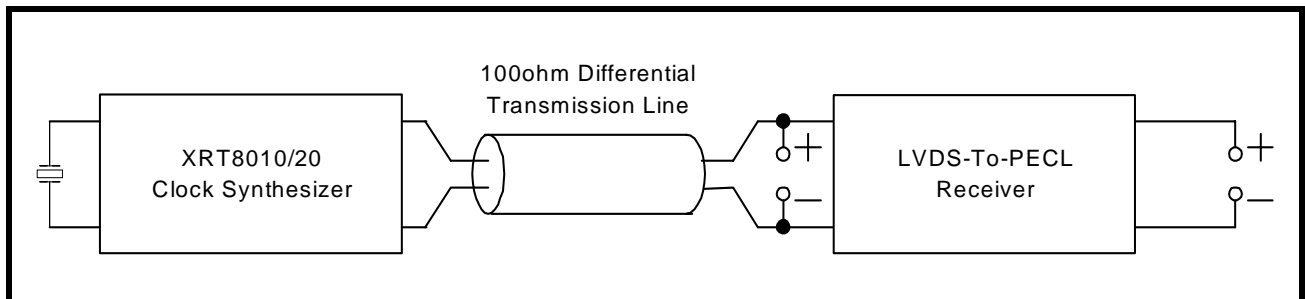 100ohm Differential
Transmission Line
XRT8010/20
Clock Synthesizer
+
−
LVDS-To-PECL
Receiver
+
−